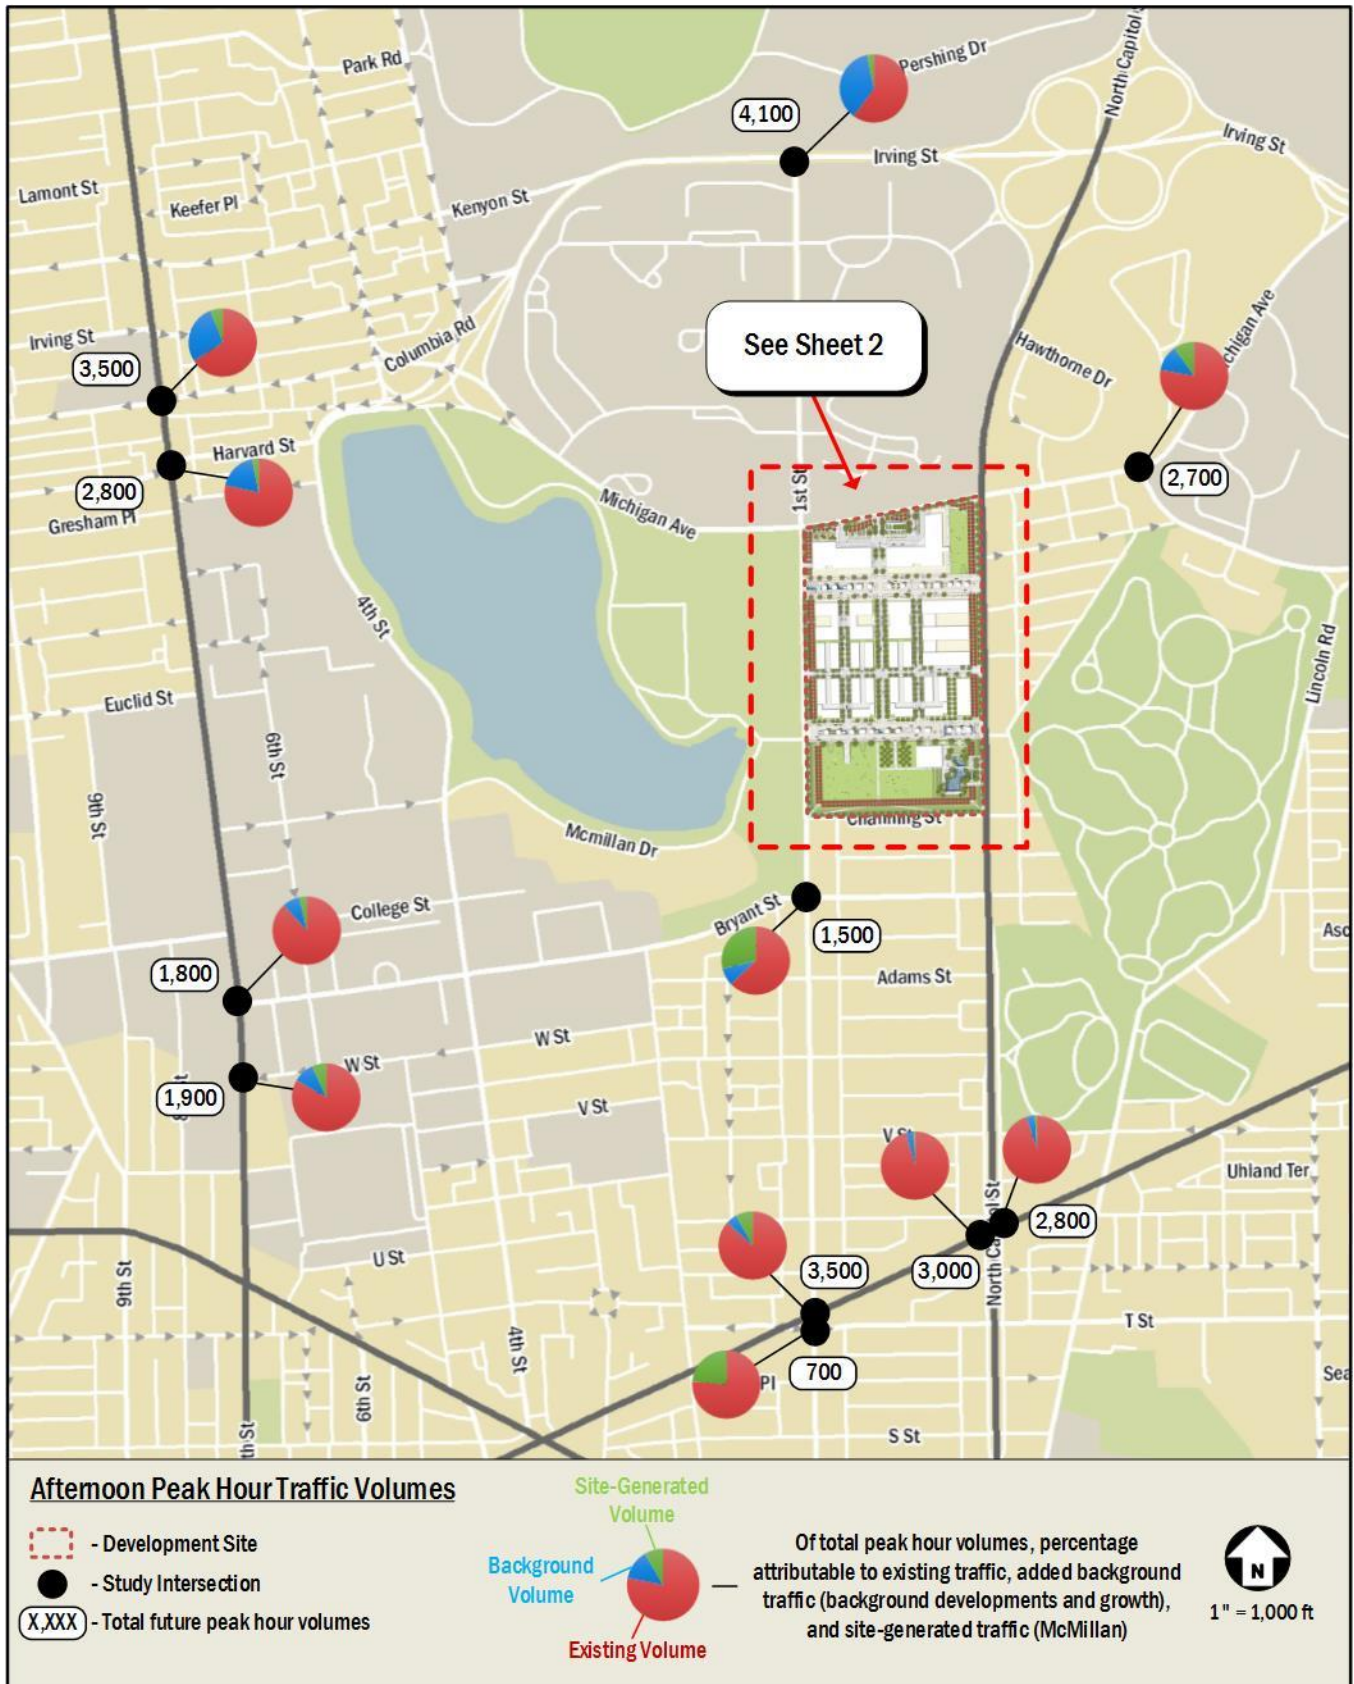 Park Rd
Pershing Dr
North Capitol
4,100
Irving St
Irving St
Lamont St
Keefer Pl
Kenyon St
Irving St
3,500
Columbia Rd
See Sheet 2
Hawthorne Dr
Michigan Ave
Harvard St
2,800
Gresham Pl
Michigan Ave
1st St
2,700
4th St
Euclid St
6th St
9th St
Lincoln Rd
Channing St
Mcmillan Dr
College St
Bryant St
1,500
1,800
Adams St
W St
W St
1,900
V St
V St
Uhland Ter
2,800
North Capitol St
3,000
3,500
U St
9th St
T St
4th St
6th St
700
Pl
S St
th St
Afternoon Peak Hour Traffic Volumes
- Development Site
- Study Intersection
X,XXX - Total future peak hour volumes
Site-Generated
Volume
Background
Volume
Existing Volume
Of total peak hour volumes, percentage
attributable to existing traffic, added background
traffic (background developments and growth),
and site-generated traffic (McMillan)
N
1" = 1,000 ft